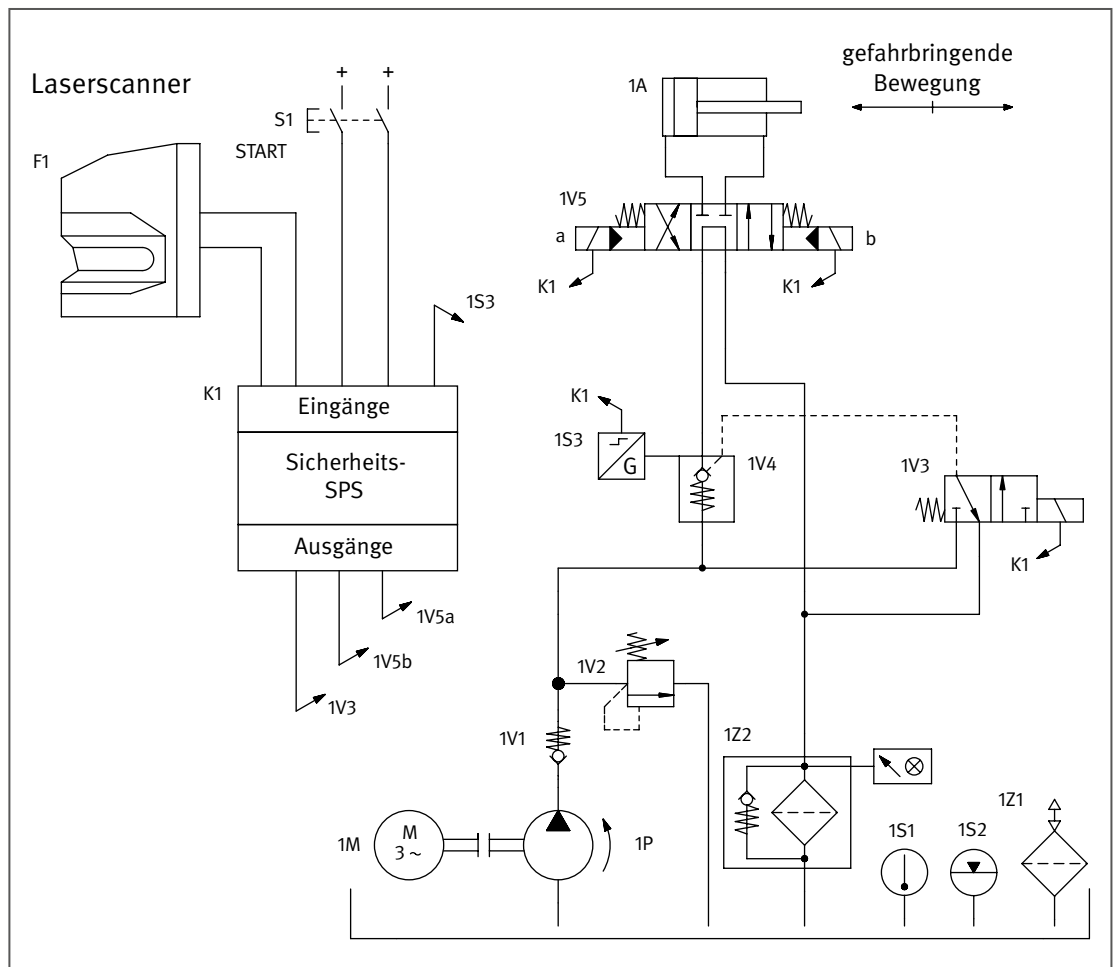 Laserscanner
F1
+ +
S1
START
1A
gefahrbringende
Bewegung
1V5
a
b
K1
K1
1S3
K1
Eingänge
Sicherheits-
SPS
Ausgänge
1V5a
1V5b
1V3
K1
1S3
G
1V4
1V3
K1
1V2
1V1
1Z2
1M
M
3 ~
1P
1S1
1S2
1Z1